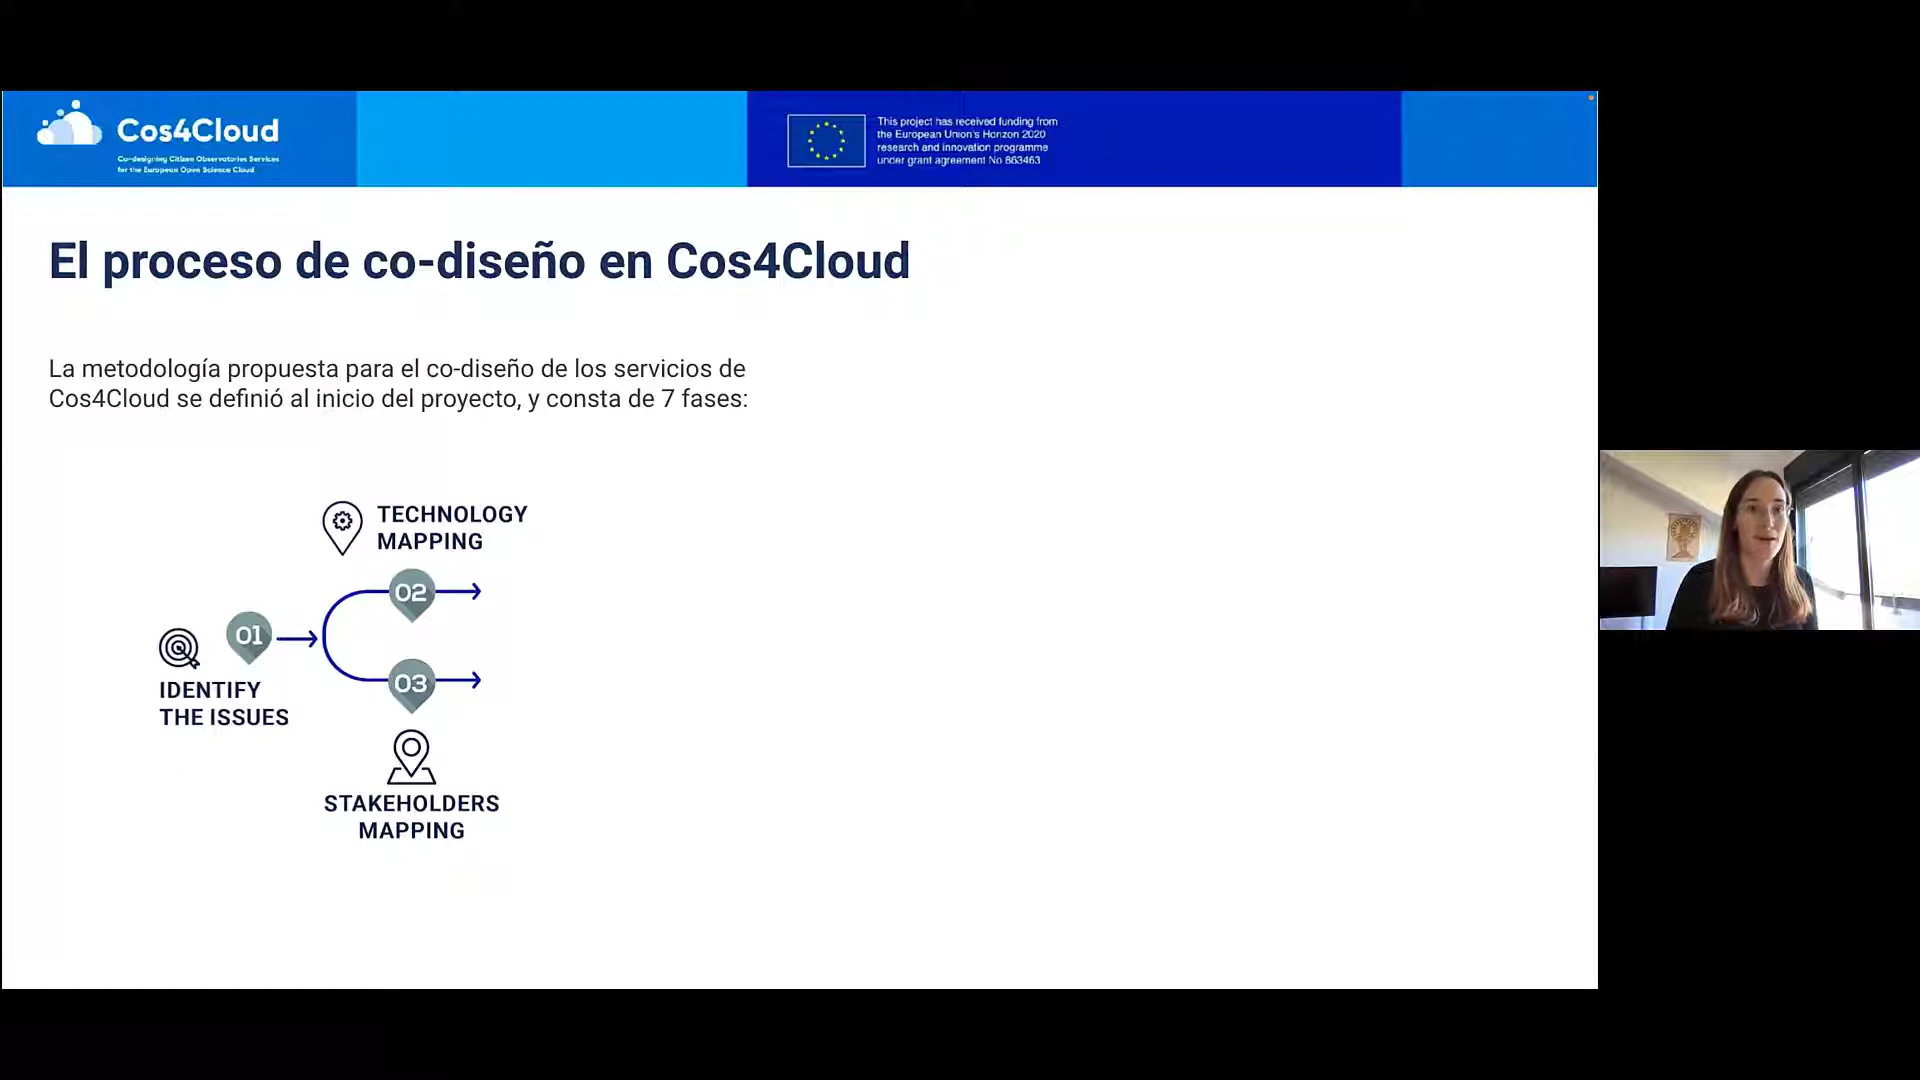 Cos4Cloud
Co-designing Citizen Observatories Services
for the European Open Science Cloud
This project has received funding from
the European Union's Horizon 2020
research and innovation programme
under grant agreement No 863463
El proceso de co-diseño en Cos4Cloud
La metodología propuesta para el co-diseño de los servicios de
Cos4Cloud se definió al inicio del proyecto, y consta de 7 fases:
TECHNOLOGY
MAPPING
02
01
IDENTIFY
THE ISSUES
03
STAKEHOLDERS
MAPPING